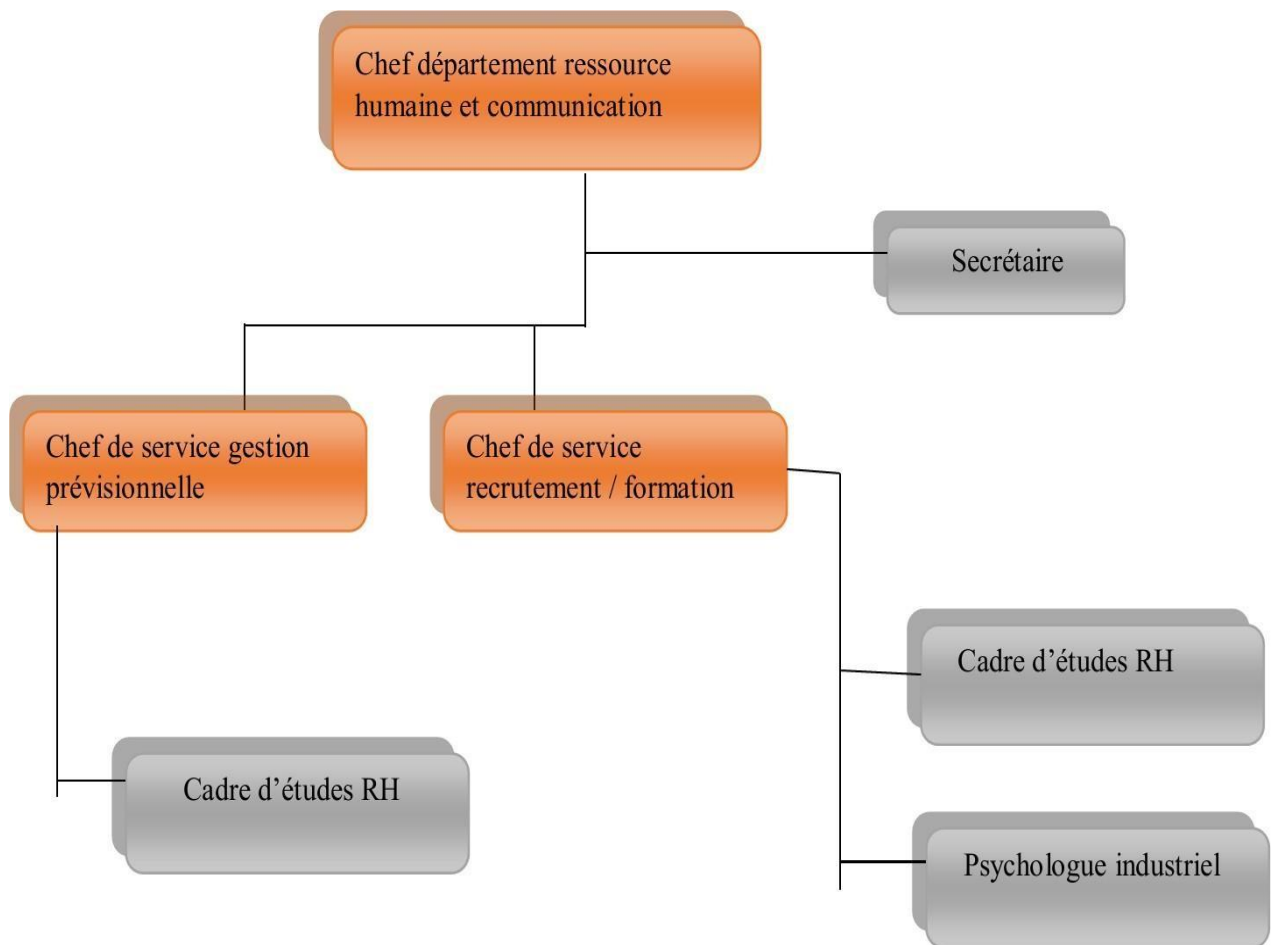 Chef département ressource
humaine et communication
Secrétaire
Chef de service gestion
prévisionnelle
Chef de service
recrutement / formation
Cadre d’études RH
Cadre d’études RH
Psychologue industriel